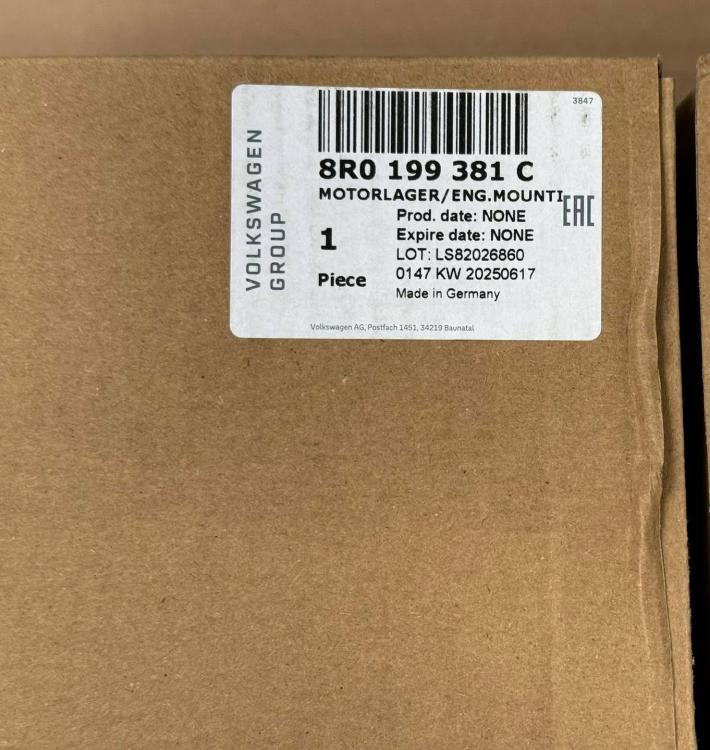 VOLKSWAGEN
GROUP
3847
8R0 199 381 C
MOTORLAGER/ENG.MOUNTI
EAC
1
Piece
Prod. date: NONE
Expire date: NONE
LOT: LS82026860
0147 KW 20250617
Made in Germany
Volkswagen AG, Postfach 1451, 34219 Baunatal